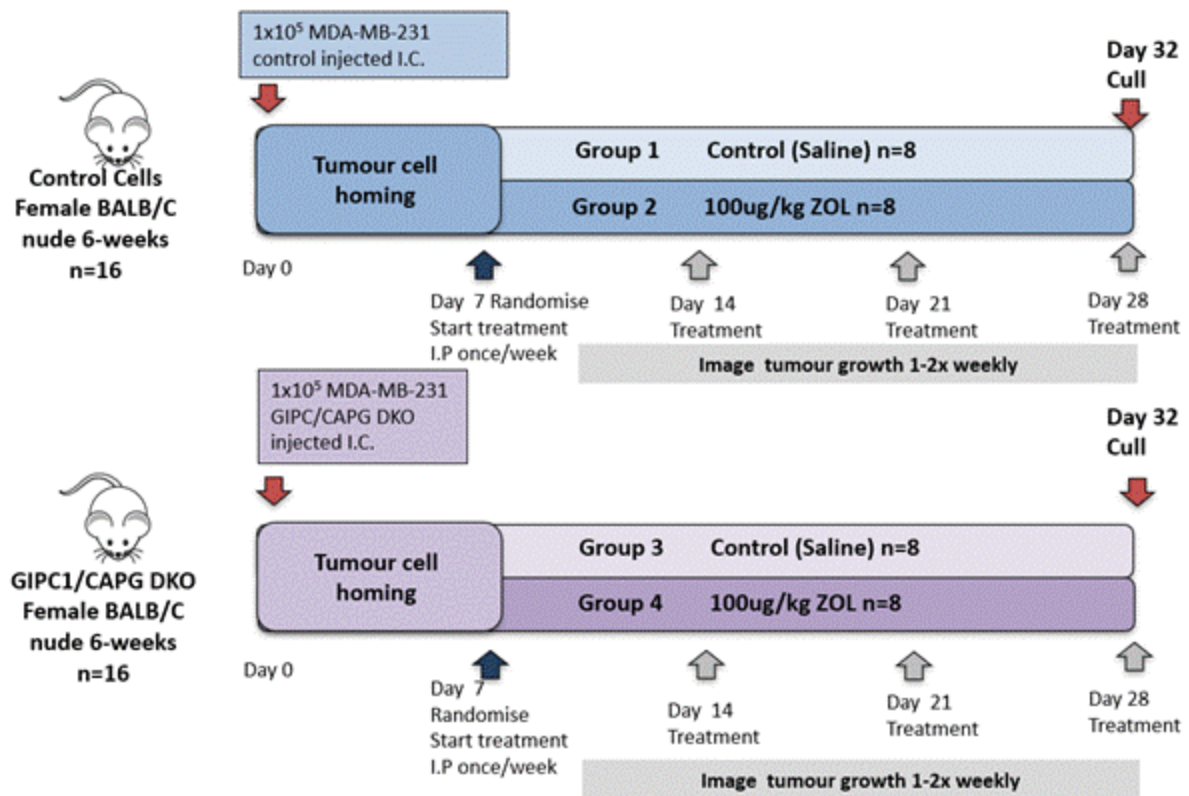 1x10⁵ MDA-MB-231
control injected I.C.
Day 32
Cull
Control Cells
Female BALB/C
nude 6-weeks
n=16
Tumour cell
homing
Group 1 Control (Saline) n=8
Group 2 100ug/kg ZOL n=8
Day 0
Day 7 Randomise
Start treatment
I.P once/week
Day 14
Treatment
Day 21
Treatment
Day 28
Treatment
Image tumour growth 1-2x weekly
1x10⁵ MDA-MB-231
GIPC/CAPG DKO
injected I.C.
Day 32
Cull
GIPC1/CAPG DKO
Female BALB/C
nude 6-weeks
n=16
Tumour cell
homing
Group 3 Control (Saline) n=8
Group 4 100ug/kg ZOL n=8
Day 0
Day 7
Randomise
Start treatment
I.P once/week
Day 14
Treatment
Day 21
Treatment
Day 28
Treatment
Image tumour growth 1-2x weekly